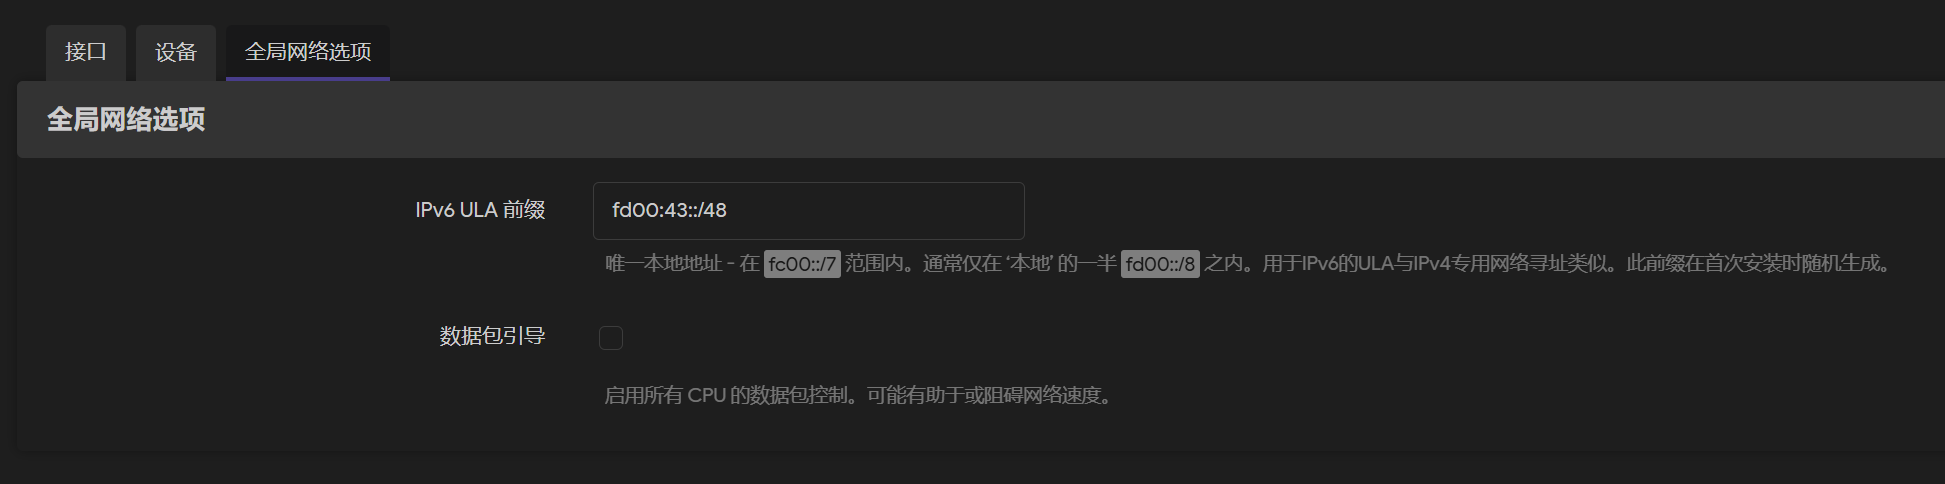 接口 设备 全局网络选项
全局网络选项
IPv6 ULA 前缀 fd00:43::/48
唯一本地地址 - 在 fc00::/7 范围内。通常仅在 ‘本地’ 的一半 fd00::/8 之内。用于IPv6的ULA与IPv4专用网络寻址类似。此前缀在首次安装时随机生成。
数据包引导
启用所有 CPU 的数据包控制。可能有助于或阻碍网络速度。